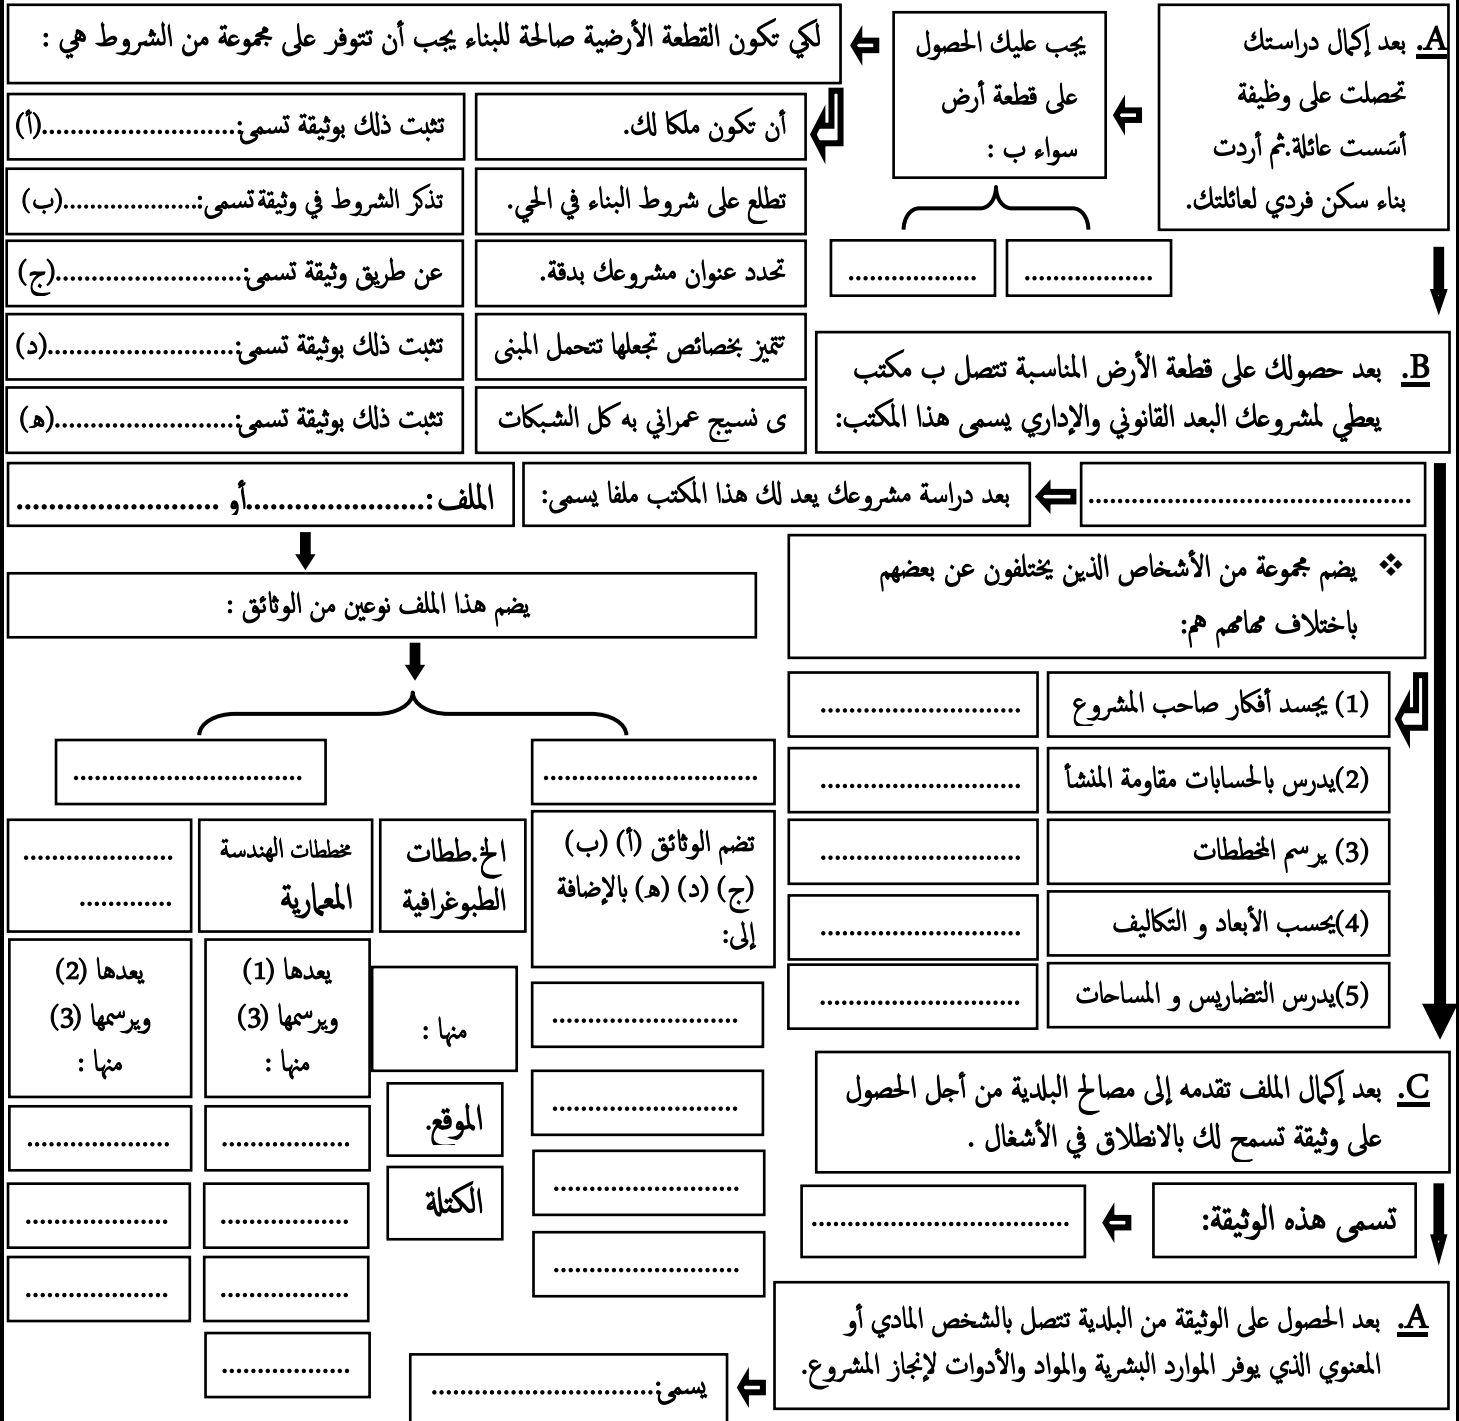 A. بعد إكمال دراستك
تحصلت على وظيفة
أسَست عائلة.ثم أردت
بناء سكن فردي لعائلتك.
يجب عليك الحصول
على قطعة أرض
سواء ب :
..................
..................
لكي تكون القطعة الأرضية صالحة للبناء يجب أن تتوفر على مجموعة من الشروط هي :
أن تكون ملكا لك.
تثبت ذلك بوثيقة تسمى:...........................(أ)
تطلع على شروط البناء في الحي.
تذكر الشروط في وثيقة تسمى:....................(ب)
تحدد عنوان مشروعك بدقة.
عن طريق وثيقة تسمى:..........................(ج)
تتميز بخصائص تجعلها تتحمل المبنى
تثبت ذلك بوثيقة تسمى:..........................(د)
ى نسيج عمراني به كل الشبكات
تثبت ذلك بوثيقة تسمى:..........................(ه)
B. بعد حصولك على قطعة الأرض المناسبة تتصل ب مكتب
يعطي لمشروعك البعد القانوني والإداري يسمى هذا المكتب:
.............................................
بعد دراسة مشروعك يعد لك هذا المكتب ملفا يسمى:
الملف :......................أو .........................
❖ يضم مجموعة من الأشخاص الذين يختلفون عن بعضهم
باختلاف مهامهم هم:
(1) يجسد أفكار صاحب المشروع
............................
(2)يدرس بالحسابات مقاومة المنشأ
............................
(3) يرسم المخططات
............................
(4)يحسب الأبعاد و التكاليف
............................
(5)يدرس التضاريس و المساحات
............................
يضم هذا الملف نوعين من الوثائق :
..............................
................................
تضم الوثائق (أ) (ب)
(ج) (د) (ه) بالإضافة
إلى:
..........................
..........................
..........................
..........................
الخ.ططات
الطبوغرافية
منها :
الموقع.
الكتلة
مخططات الهندسة
المعمارية
يعدها (1)
ويرسمها (3)
منها :
..................
..................
..................
..................
.....................
.............
يعدها (2)
ويرسمها (3)
منها :
....................
....................
....................
C. بعد إكمال الملف تقدمه إلى مصالح البلدية من أجل الحصول
على وثيقة تسمح لك بالانطلاق في الأشغال .
تسمى هذه الوثيقة:
....................................
A. بعد الحصول على الوثيقة من البلدية تتصل بالشخص المادي أو
المعنوي الذي يوفر الموارد البشرية والمواد والأدوات لإنجاز المشروع.
يسمى:...............................